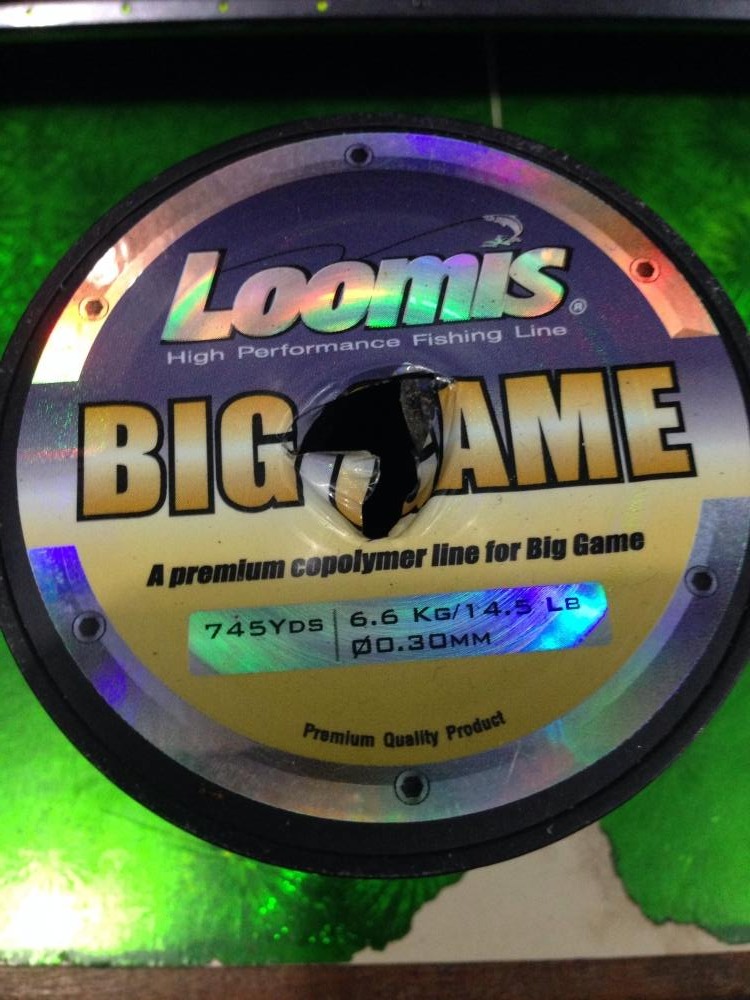 Loomis®
High Performance Fishing Line
BIG GAME
A premium copolymer line for Big Game
745YDS | 6.6 KG/14.5 LB
Ø0.30MM
Premium Quality Product